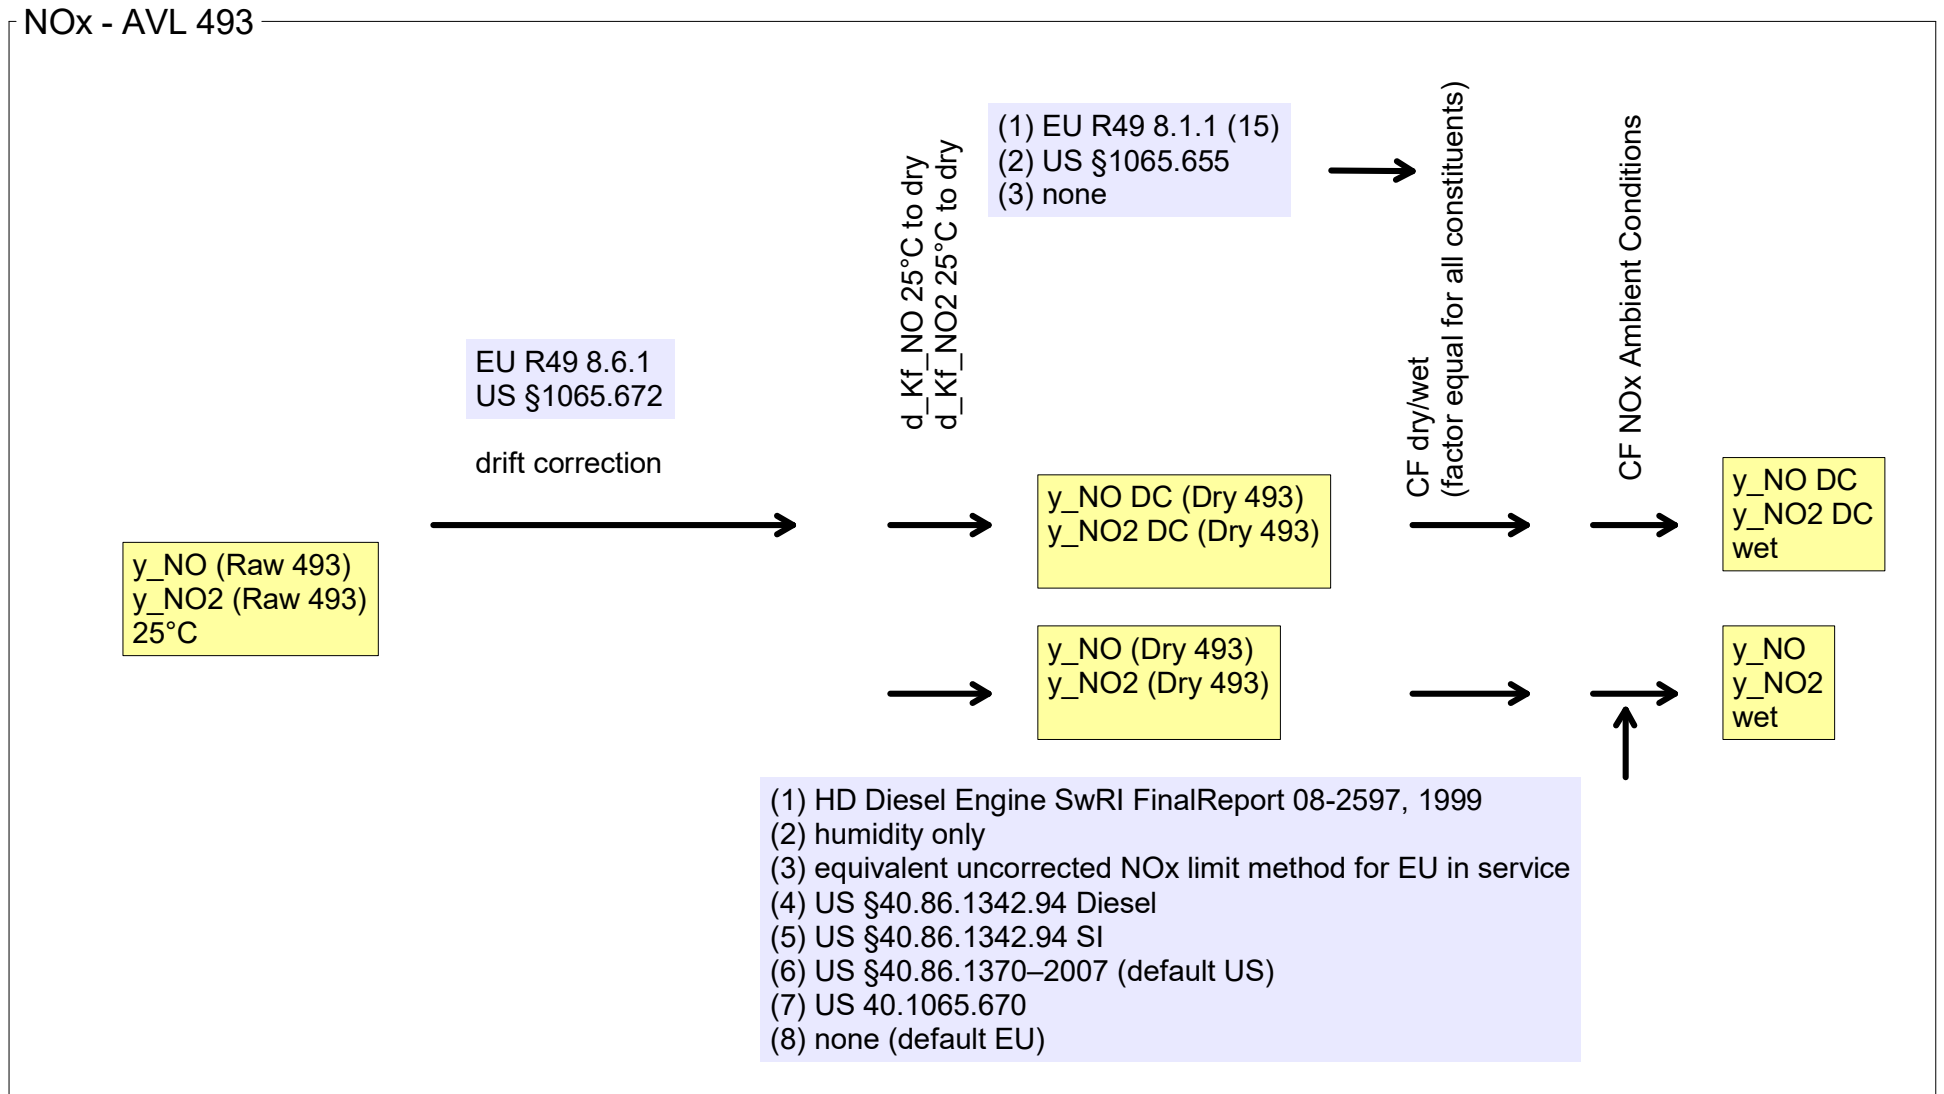 NOx - AVL 493
(1) EU R49 8.1.1 (15)
(2) US §1065.655
(3) none
d_Kf_NO 25°C to dry
d_Kf_NO2 25°C to dry
CF dry/wet
(factor equal for all constituents)
CF NOx Ambient Conditions
EU R49 8.6.1
US §1065.672
drift correction
y_NO (Raw 493)
y_NO2 (Raw 493)
25°C
y_NO DC (Dry 493)
y_NO2 DC (Dry 493)
y_NO DC
y_NO2 DC
wet
y_NO (Dry 493)
y_NO2 (Dry 493)
y_NO
y_NO2
wet
(1) HD Diesel Engine SwRI FinalReport 08-2597, 1999
(2) humidity only
(3) equivalent uncorrected NOx limit method for EU in service
(4) US §40.86.1342.94 Diesel
(5) US §40.86.1342.94 SI
(6) US §40.86.1370–2007 (default US)
(7) US 40.1065.670
(8) none (default EU)